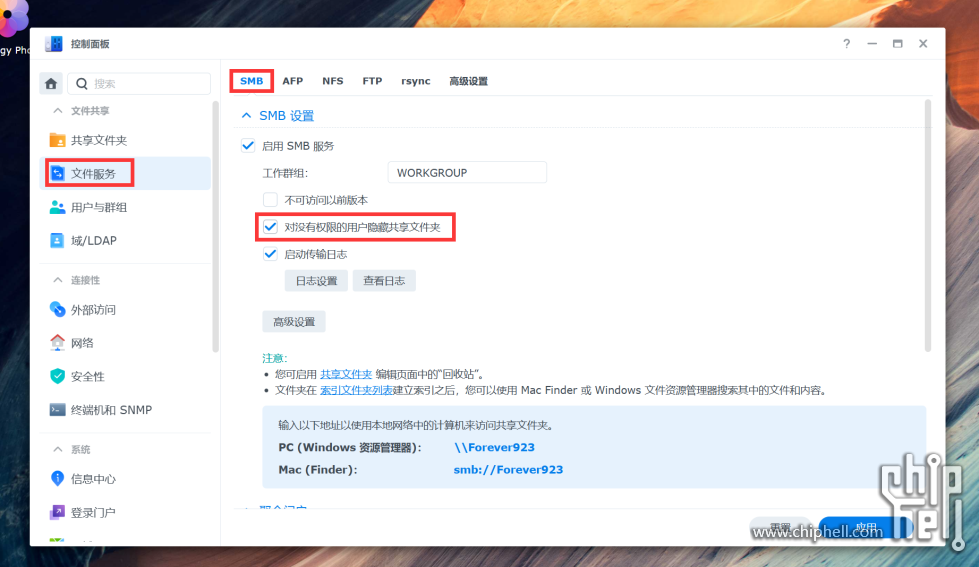 gy Pho
控制面板
搜索
文件共享
共享文件夹
文件服务
用户与群组
域/LDAP
连接性
外部访问
网络
安全性
终端机和 SNMP
系统
信息中心
登录门户
SMB AFP NFS FTP rsync 高级设置
SMB 设置
启用 SMB 服务
工作群组: WORKGROUP
不可访问以前版本
对没有权限的用户隐藏共享文件夹
启动传输日志
日志设置 查看日志
高级设置
注意:
• 您可启用 共享文件夹 编辑页面中的“回收站”。
• 文件夹在 索引文件夹列表建立索引之后，您可以使用 Mac Finder 或 Windows 文件资源管理器搜索其中的文件和内容。
输入以下地址以使用本地网络中的计算机来访问共享文件夹。
PC (Windows 资源管理器): \\Forever923
Mac (Finder): smb://Forever923
重置 应用
www.chiphell.com
chip
hell